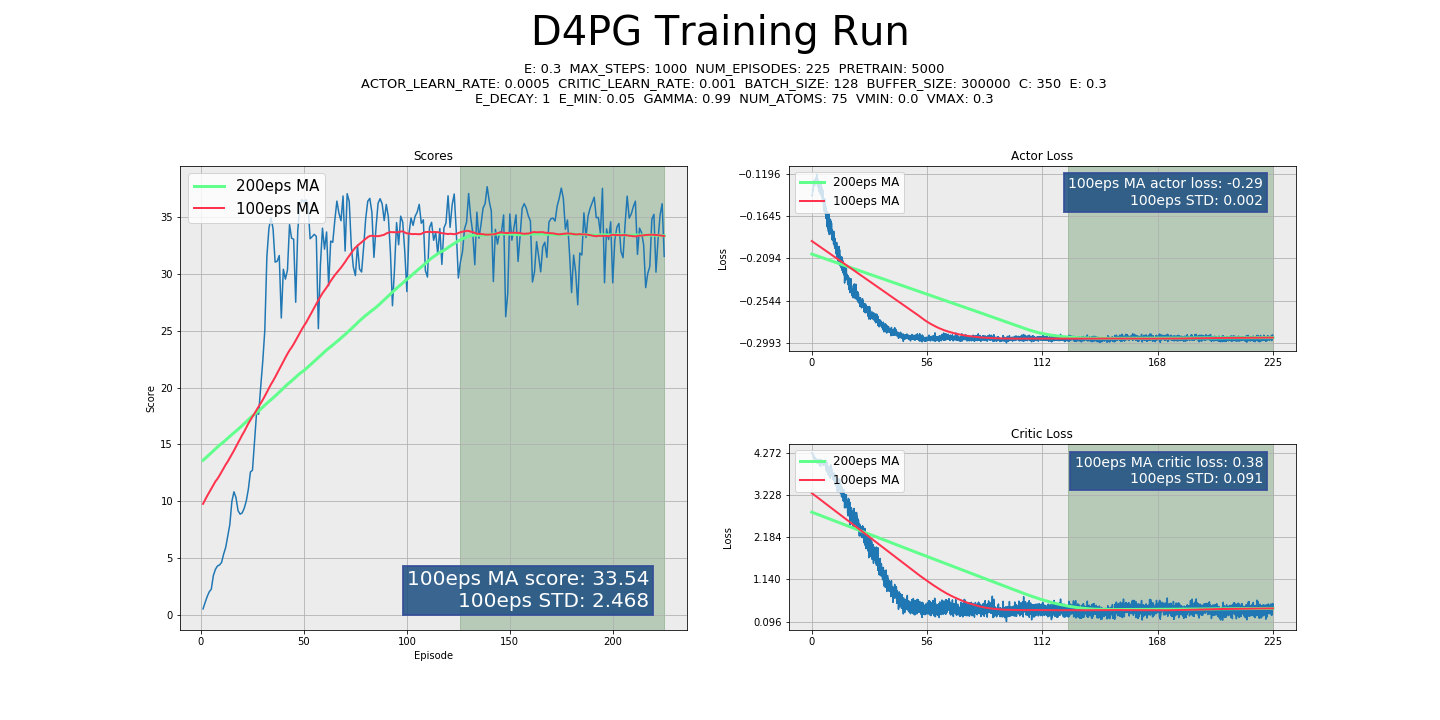 D4PG Training Run
E: 0.3 MAX_STEPS: 1000 NUM_EPISODES: 225 PRETRAIN: 5000
ACTOR_LEARN_RATE: 0.0005 CRITIC_LEARN_RATE: 0.001 BATCH_SIZE: 128 BUFFER_SIZE: 300000 C: 350 E: 0.3
E_DECAY: 1 E_MIN: 0.05 GAMMA: 0.99 NUM_ATOMS: 75 VMIN: 0.0 VMAX: 0.3
Scores
200eps MA
100eps MA
35
30
25
20
15
10
5
0
Score
100eps MA score: 33.54
100eps STD: 2.468
0 50 100 150 200
Episode
Actor Loss
200eps MA
100eps MA
100eps MA actor loss: -0.29
100eps STD: 0.002
−0.1196
−0.1645
−0.2094
−0.2544
−0.2993
Loss
0 56 112 168 225
Critic Loss
200eps MA
100eps MA
100eps MA critic loss: 0.38
100eps STD: 0.091
4.272
3.228
2.184
1.140
0.096
Loss
0 56 112 168 225